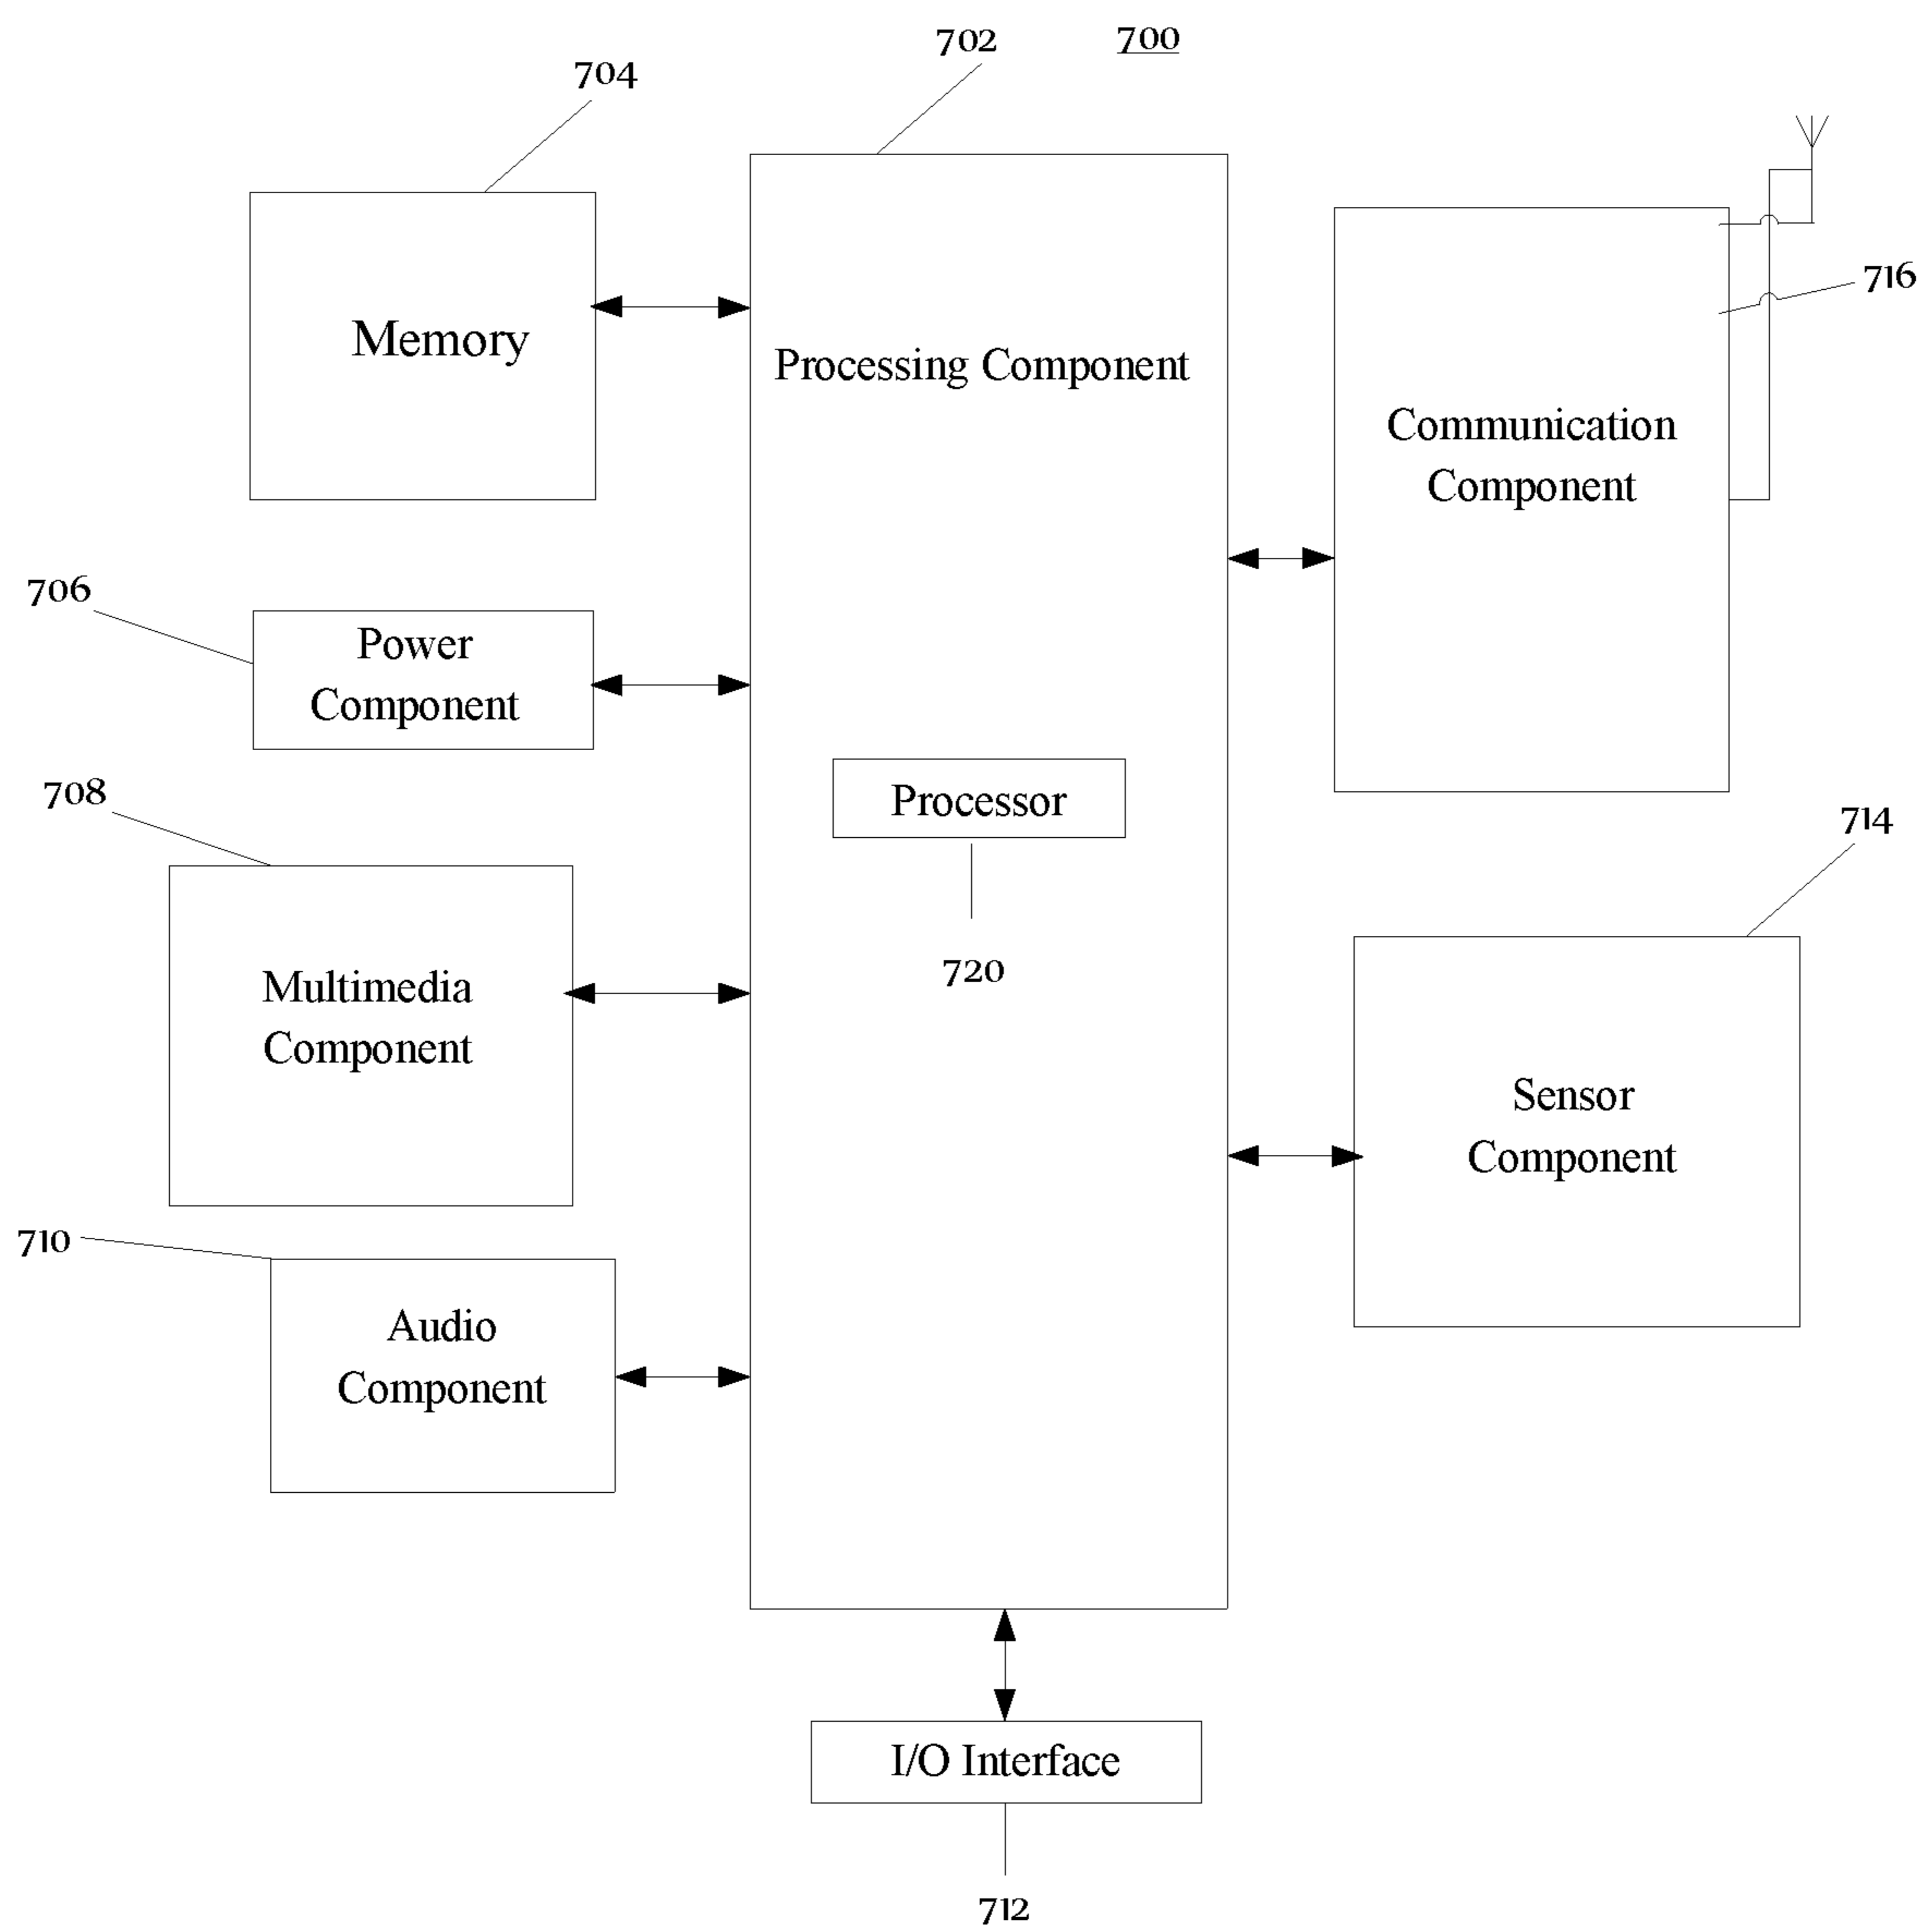 702
700
704
716
Memory
Processing Component
Communication
Component
706
Power
Component
708
Processor
714
720
Multimedia
Component
Sensor
Component
710
Audio
Component
I/O Interface
712